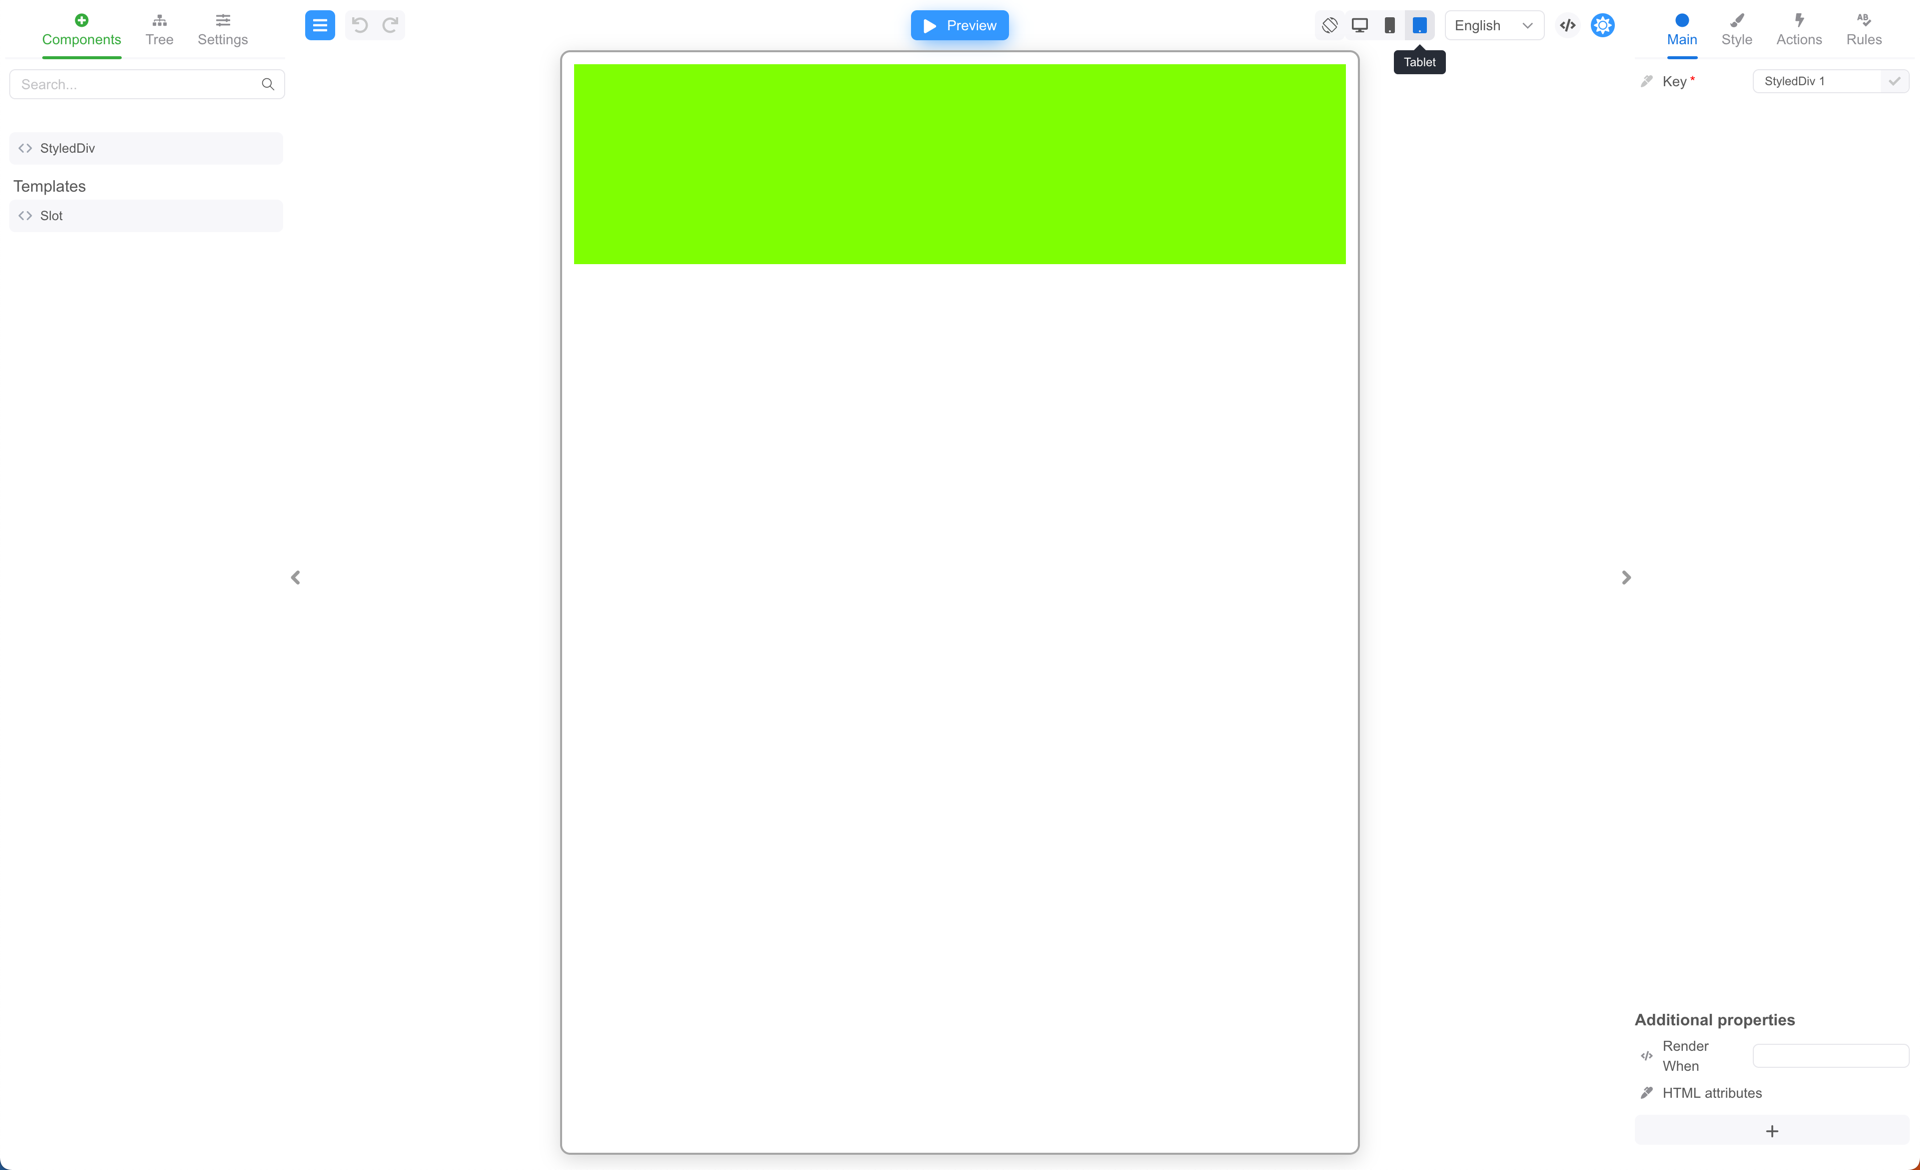 Components
Tree
Settings
Preview
English
Main
Style
Actions
Rules
Tablet
Search...
Key *
StyledDiv 1
StyledDiv
Templates
Slot
Additional properties
Render
When
HTML attributes